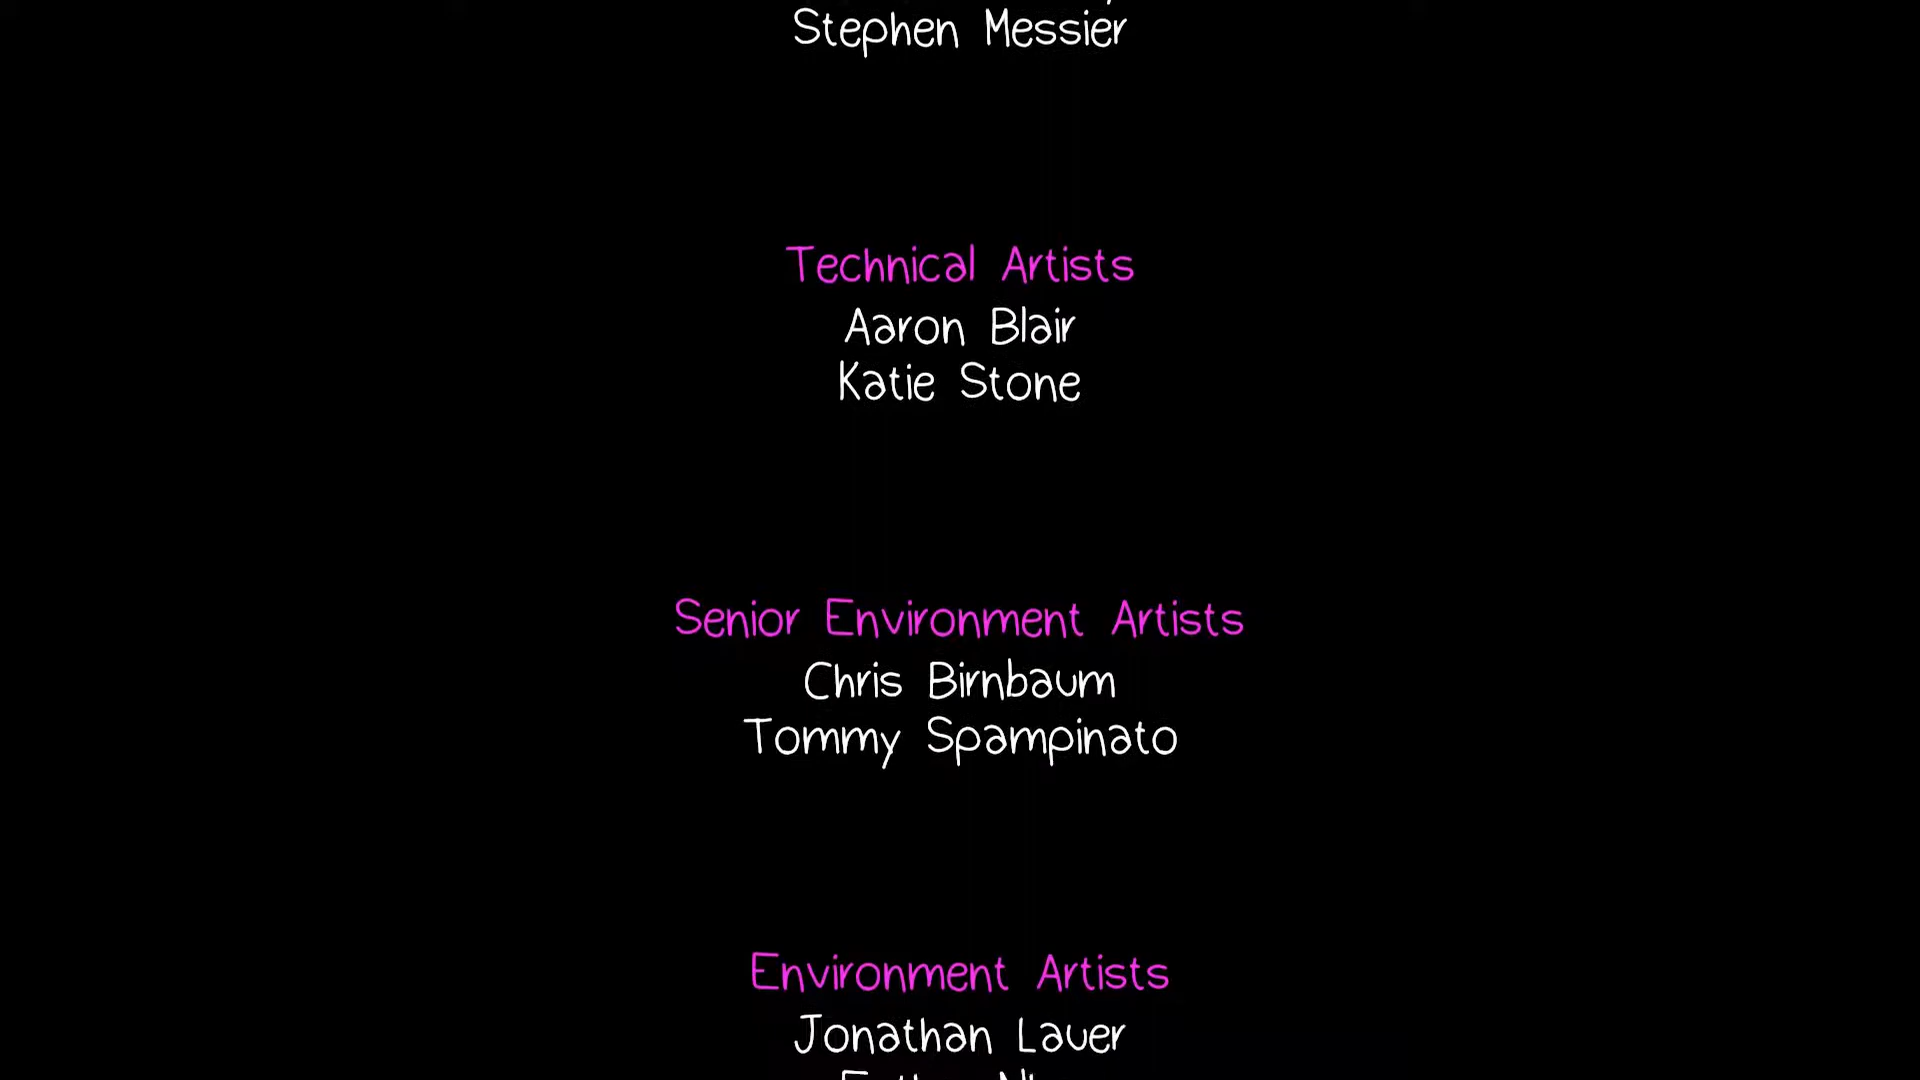 Stephen Messier
Technical Artists
Aaron Blair
Katie Stone
Senior Environment Artists
Chris Birnbaum
Tommy Spampinato
Environment Artists
Jonathan Lauer